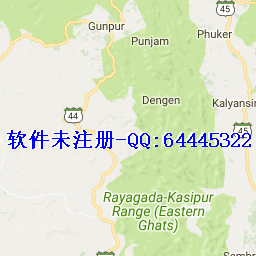 Gunpur
Punjam
Phuker
45
Dengen
Kalyansin
44
软件未注册-QQ:64445322
Rayagada-Kasipur
Range (Eastern
Ghats)
45